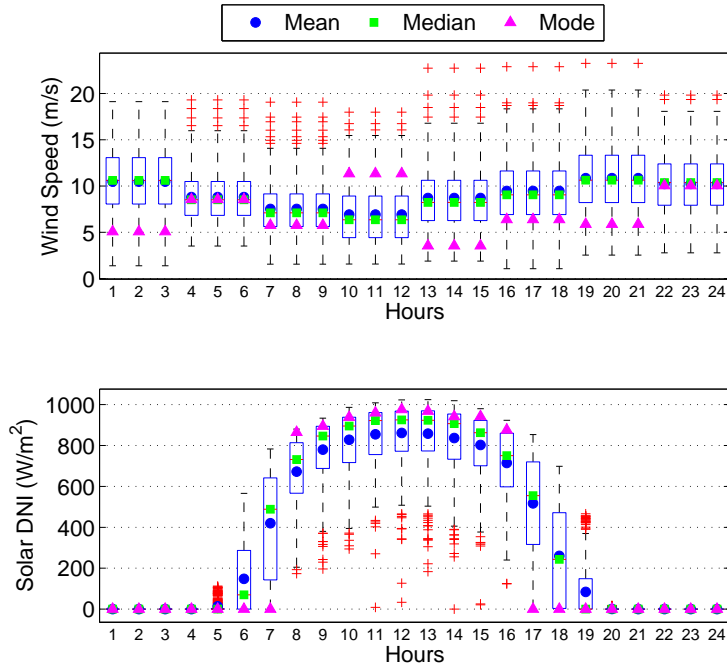 Mean Median Mode
Wind Speed (m/s)
20
15
10
5
0
1 2 3 4 5 6 7 8 9 10 11 12 13 14 15 16 17 18 19 20 21 22 23 24
Hours
Solar DNI (W/m²)
1000
800
600
400
200
0
1 2 3 4 5 6 7 8 9 10 11 12 13 14 15 16 17 18 19 20 21 22 23 24
Hours